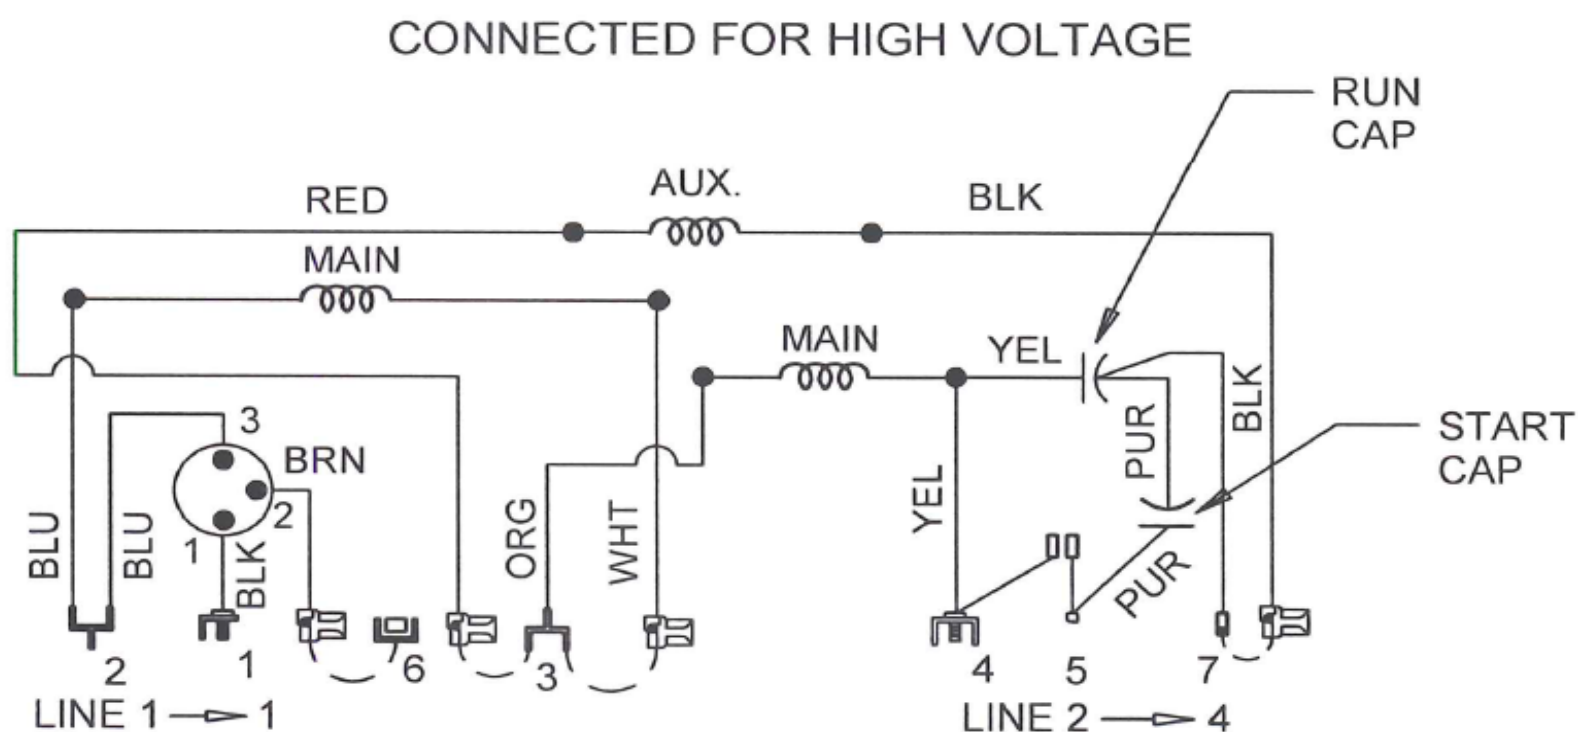 CONNECTED FOR HIGH VOLTAGE
RUN
CAP
RED
AUX.
BLK
MAIN
MAIN
YEL
3
BRN
2
1
BLU
BLU
BLK
ORG
WHT
YEL
PUR
BLK
START
CAP
PUR
2
1
6
3
4
5
7
LINE 1 1
LINE 2 4